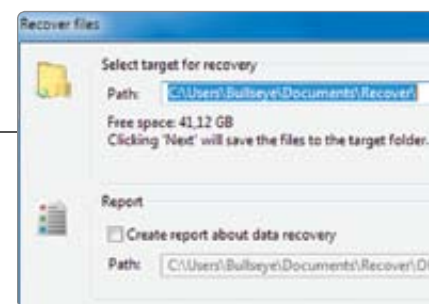 Recover files
Select target for recovery
Path: C:\Users\Bullseye\Documents\Recover\
Free space: 41,12 GB
Clicking 'Next' will save the files to the target folder.
Report
Create report about data recovery
Path: C:\Users\Bullseye\Documents\Recover\